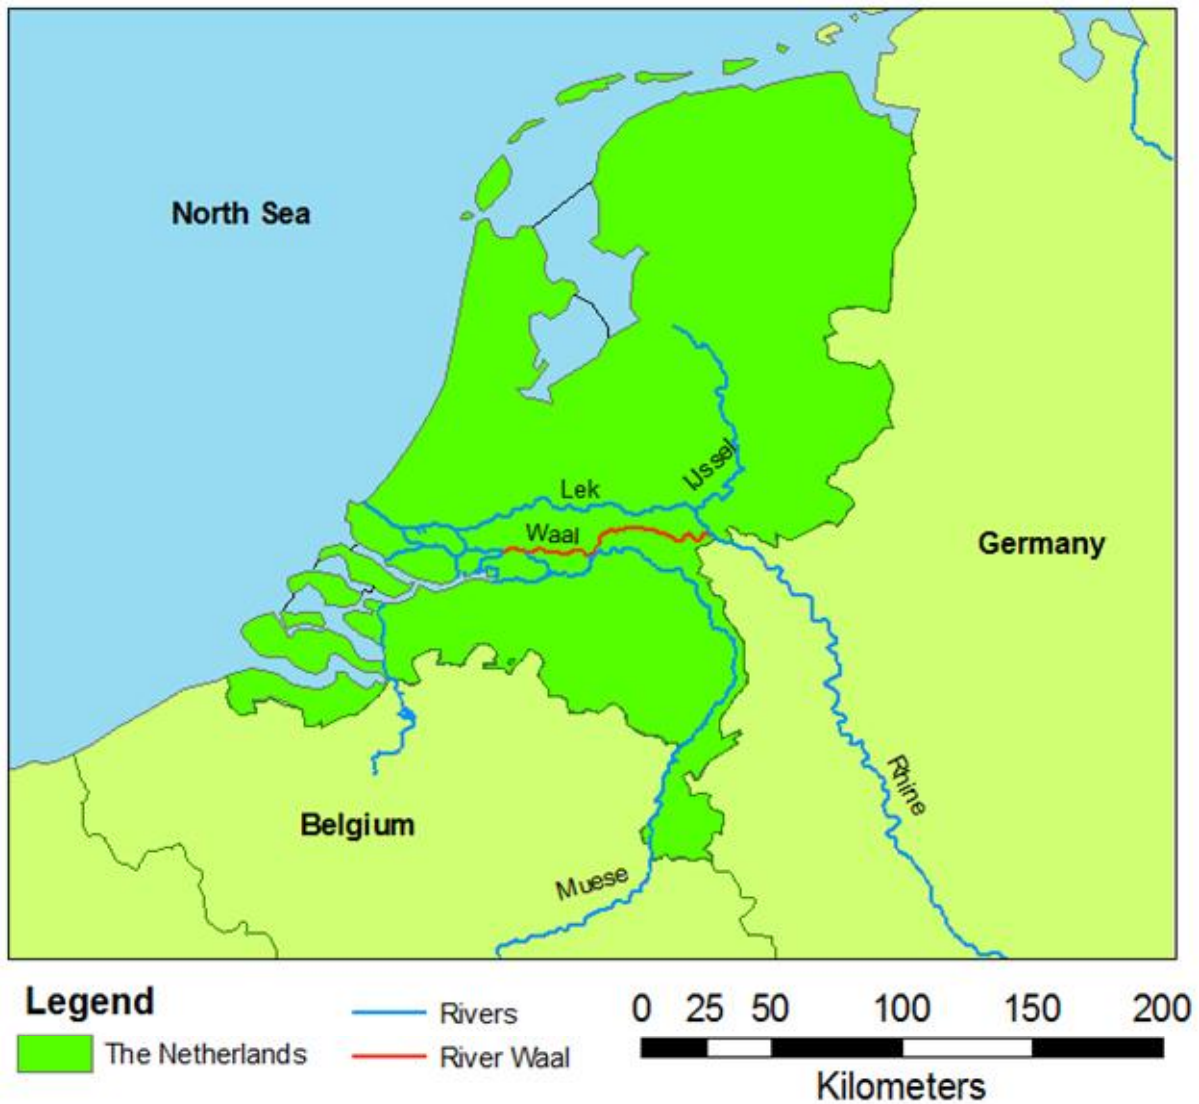 North Sea
IJssel
Lek
Waal
Germany
Rhine
Belgium
Muese
Legend
The Netherlands
Rivers
River Waal
0 25 50 100 150 200
Kilometers